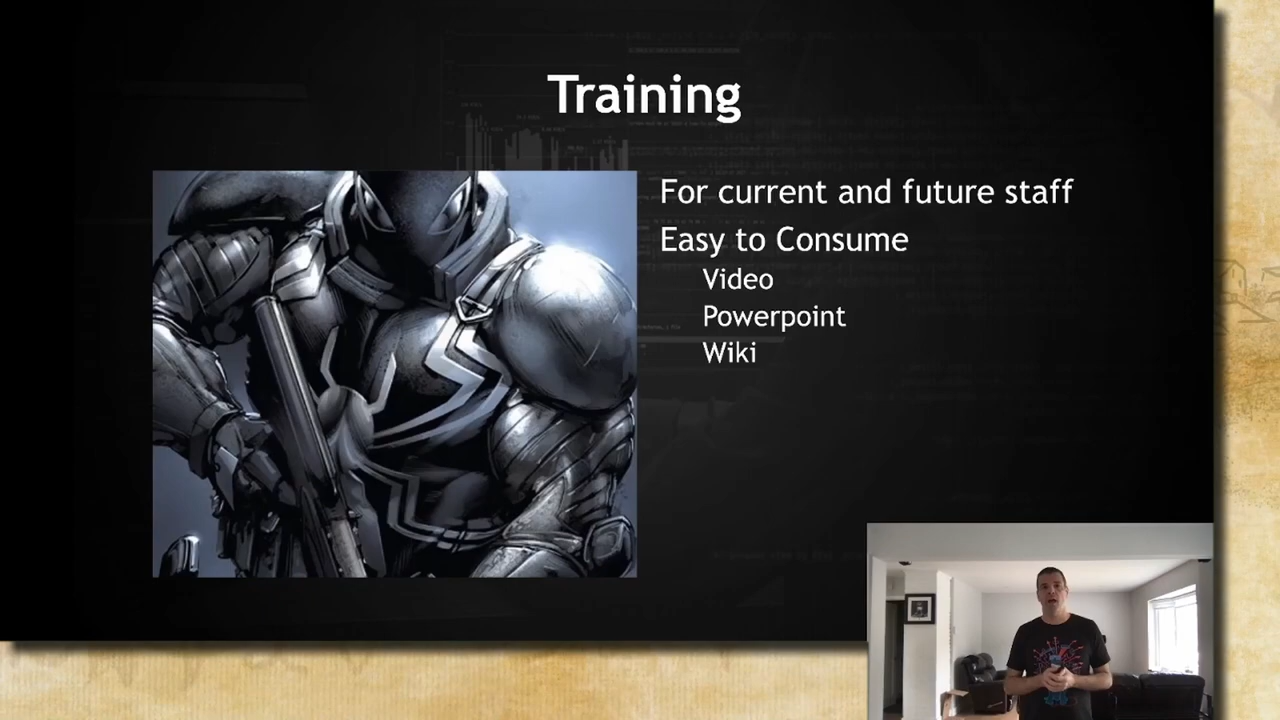 Training
For current and future staff
Easy to Consume
Video
Powerpoint
Wiki